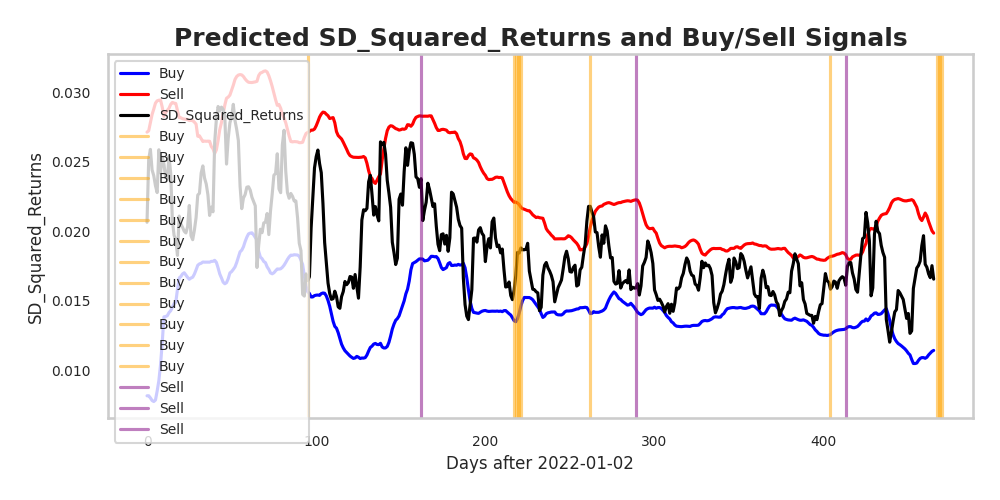 Predicted SD_Squared_Returns and Buy/Sell Signals
SD_Squared_Returns
0.030
0.025
0.020
0.015
0.010
Buy
Sell
SD_Squared_Returns
Buy
Buy
Buy
Buy
Buy
Buy
Buy
Buy
Buy
Buy
Buy
Buy
Sell
Sell
Sell
0
100
200
300
400
Days after 2022-01-02